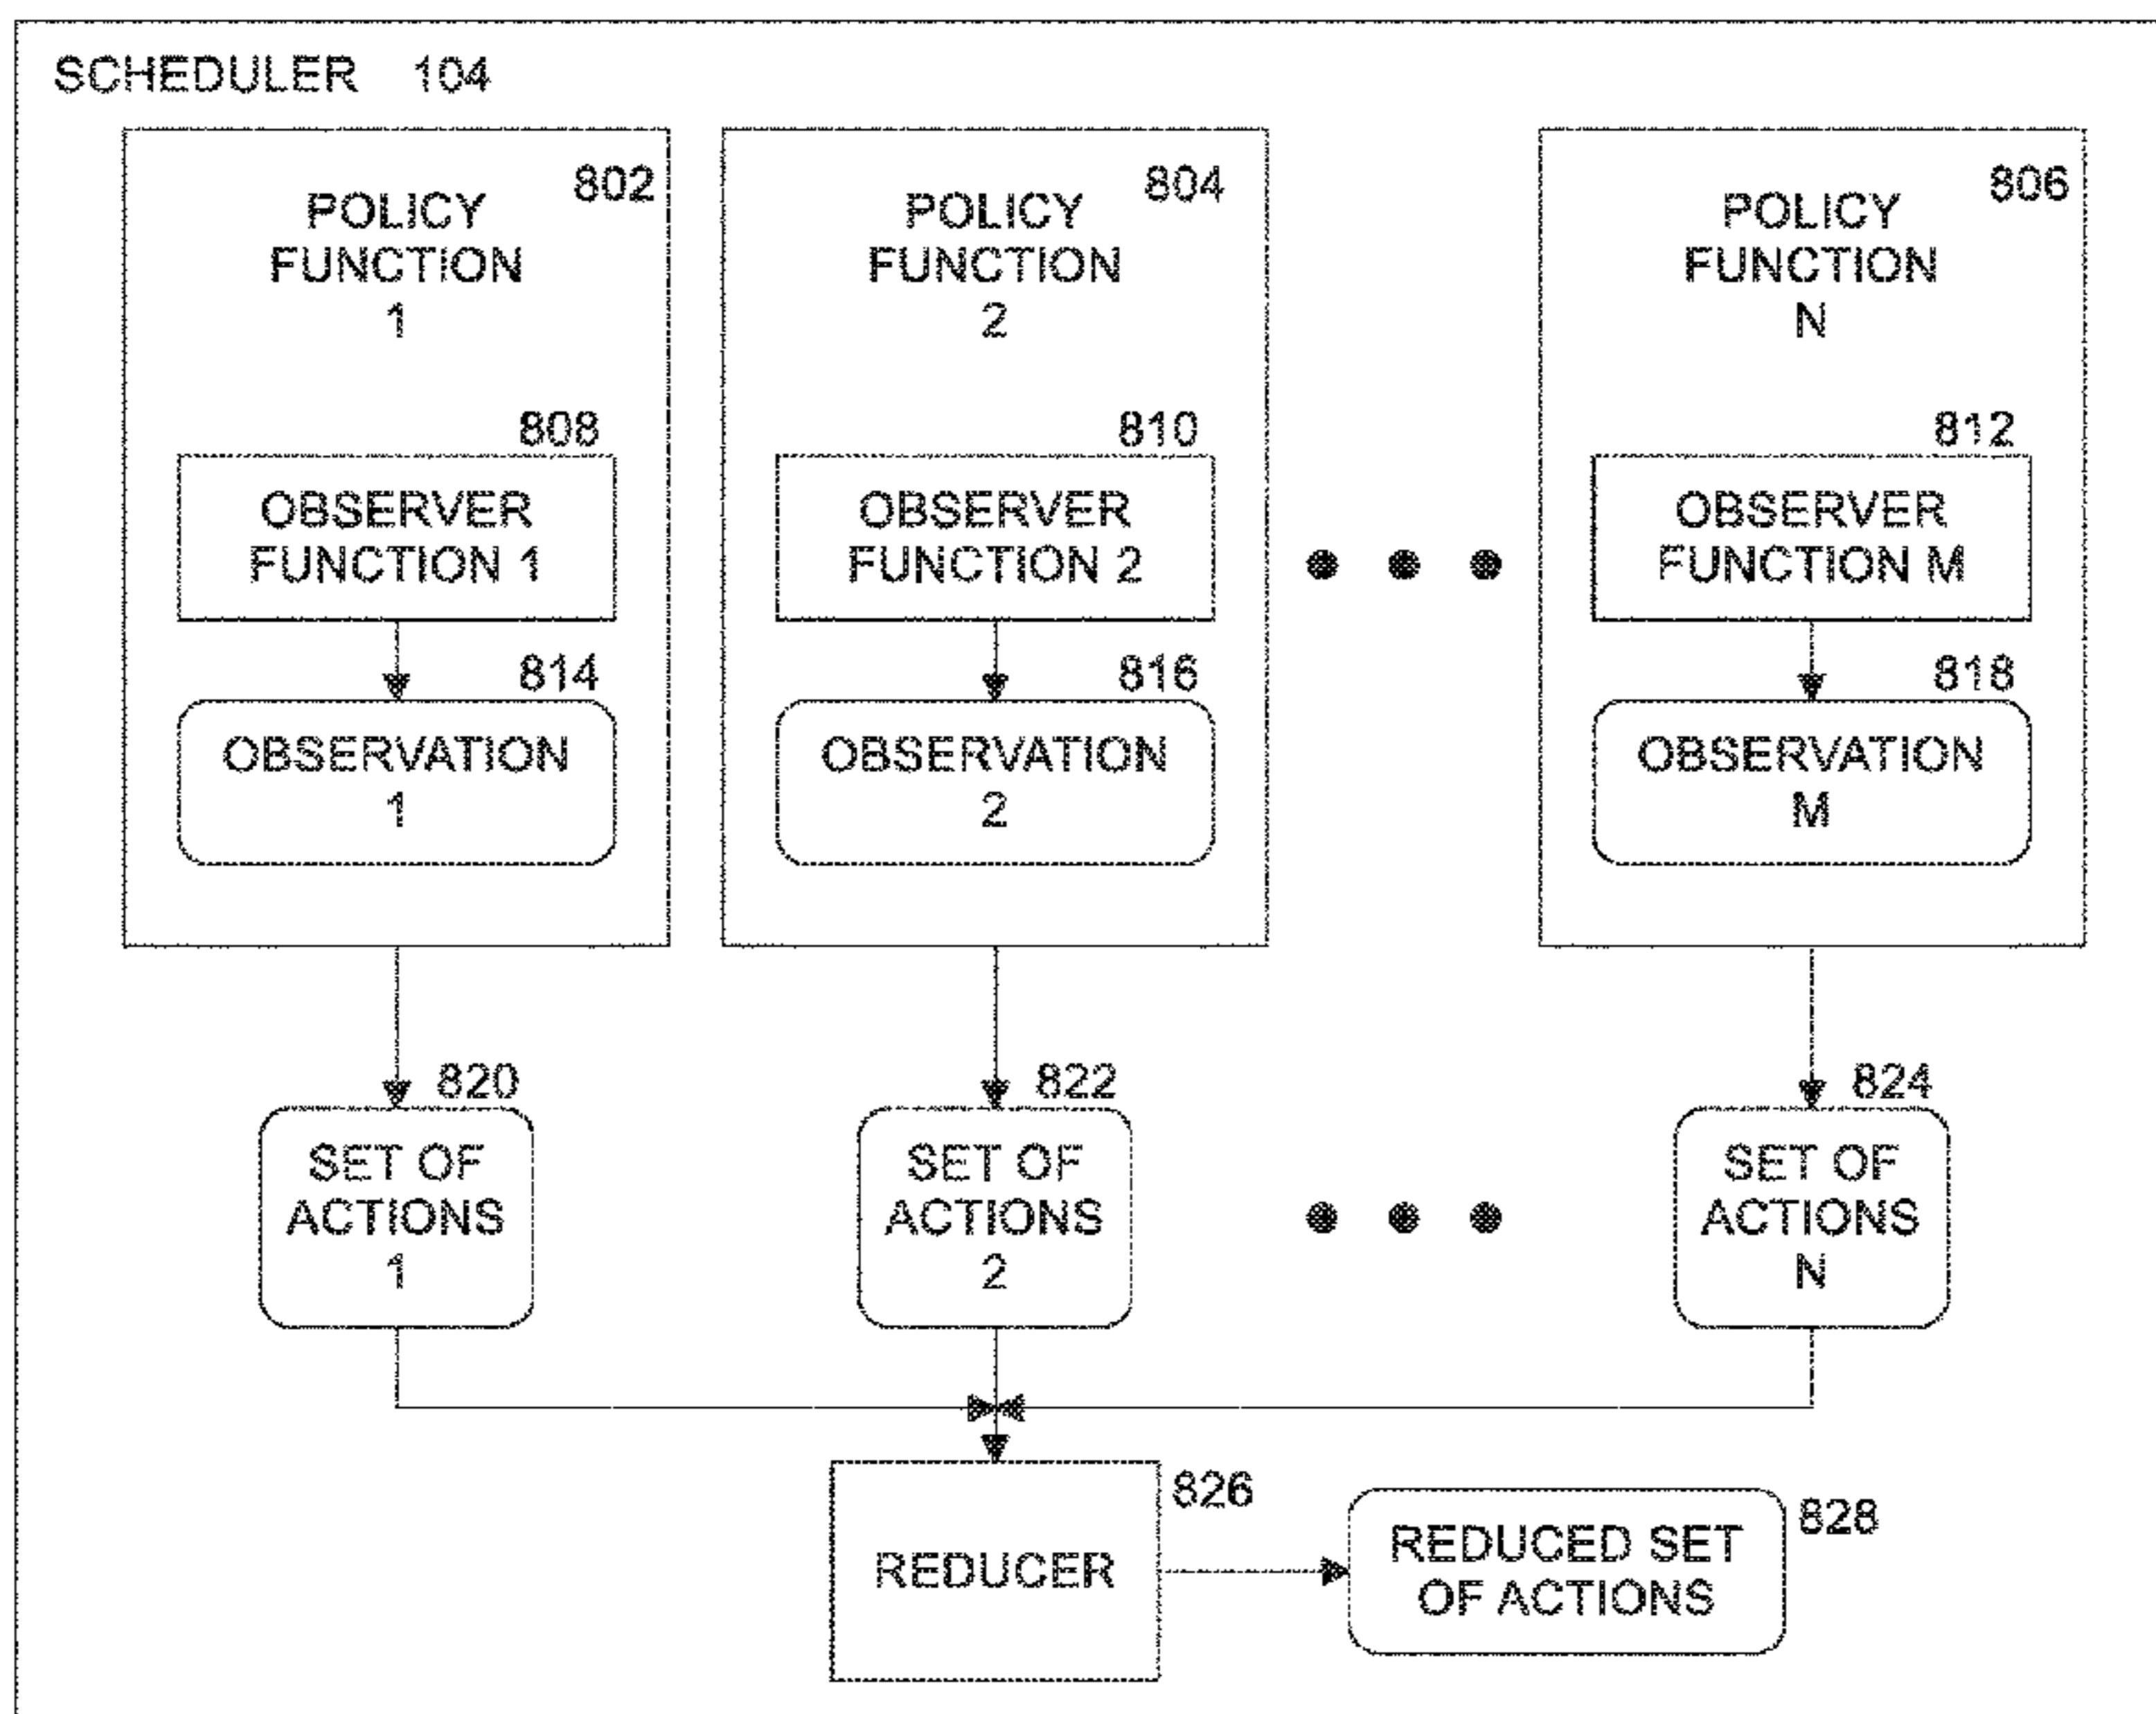 SCHEDULER 104
802
POLICY
FUNCTION
1
808
OBSERVER
FUNCTION 1
814
OBSERVATION
1
804
POLICY
FUNCTION
2
810
OBSERVER
FUNCTION 2
816
OBSERVATION
2
806
POLICY
FUNCTION
N
812
OBSERVER
FUNCTION M
818
OBSERVATION
M
820
SET OF
ACTIONS
1
822
SET OF
ACTIONS
2
824
SET OF
ACTIONS
N
826
REDUCER
828
REDUCED SET
OF ACTIONS